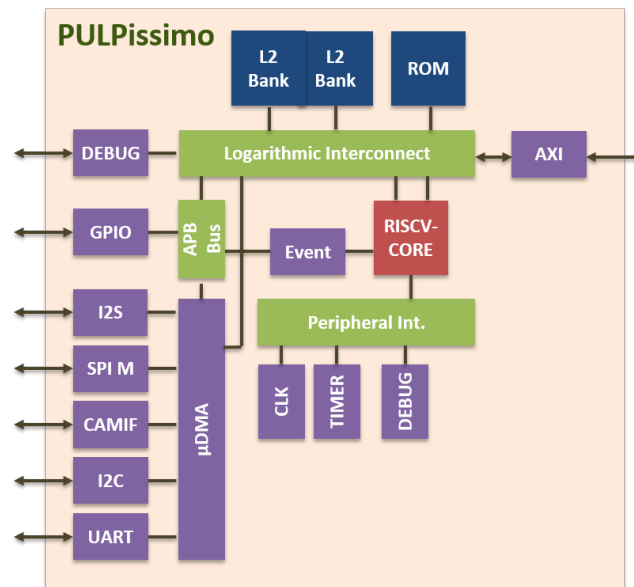 PULPissimo
L2
Bank
L2
Bank
ROM
DEBUG
Logarithmic Interconnect
AXI
GPIO
APB
Bus
Event
RISCV-
CORE
I2S
Peripheral Int.
SPI M
CLK
TIMER
DEBUG
CAMIF
µDMA
I2C
UART